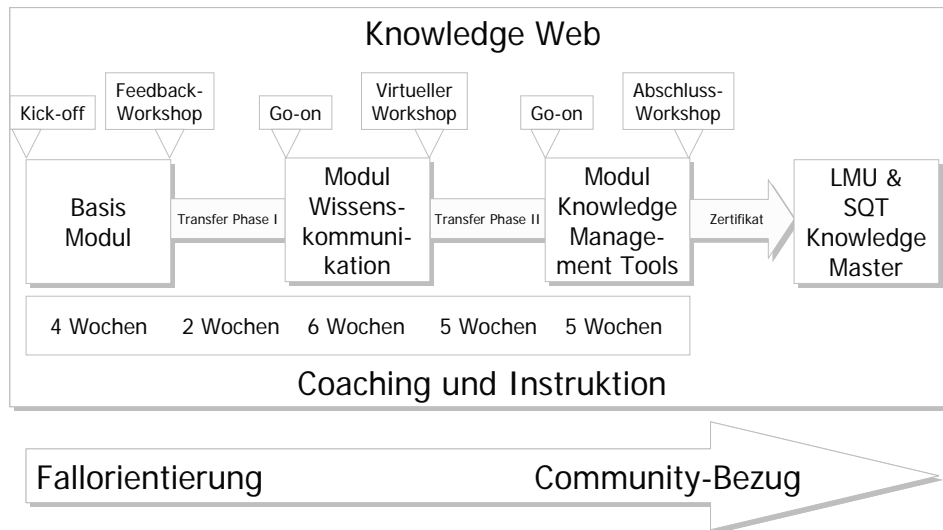 Knowledge Web
Kick-off
Feedback-
Workshop
Go-on
Virtueller
Workshop
Go-on
Abschluss-
Workshop
Basis
Modul
Transfer Phase I
Modul
Wissens-
kommuni-
kation
Transfer Phase II
Modul
Knowledge
Manage-
ment Tools
Zertifikat
LMU &
SQT
Knowledge
Master
4 Wochen
2 Wochen
6 Wochen
5 Wochen
5 Wochen
Coaching und Instruktion
Fallorientierung
Community-Bezug